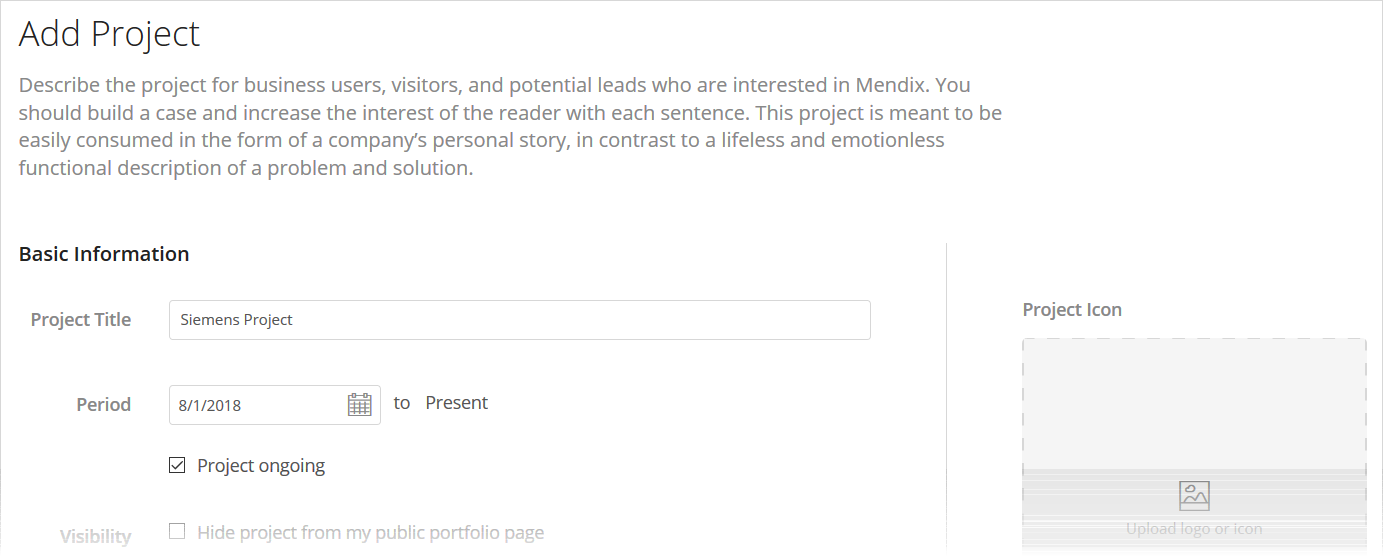 Add Project
Describe the project for business users, visitors, and potential leads who are interested in Mendix. You
should build a case and increase the interest of the reader with each sentence. This project is meant to be
easily consumed in the form of a company’s personal story, in contrast to a lifeless and emotionless
functional description of a problem and solution.
Basic Information
Project Title
Siemens Project
Project Icon
Period
8/1/2018
to Present
Project ongoing
Visibility
Hide project from my public portfolio page
Upload logo or icon